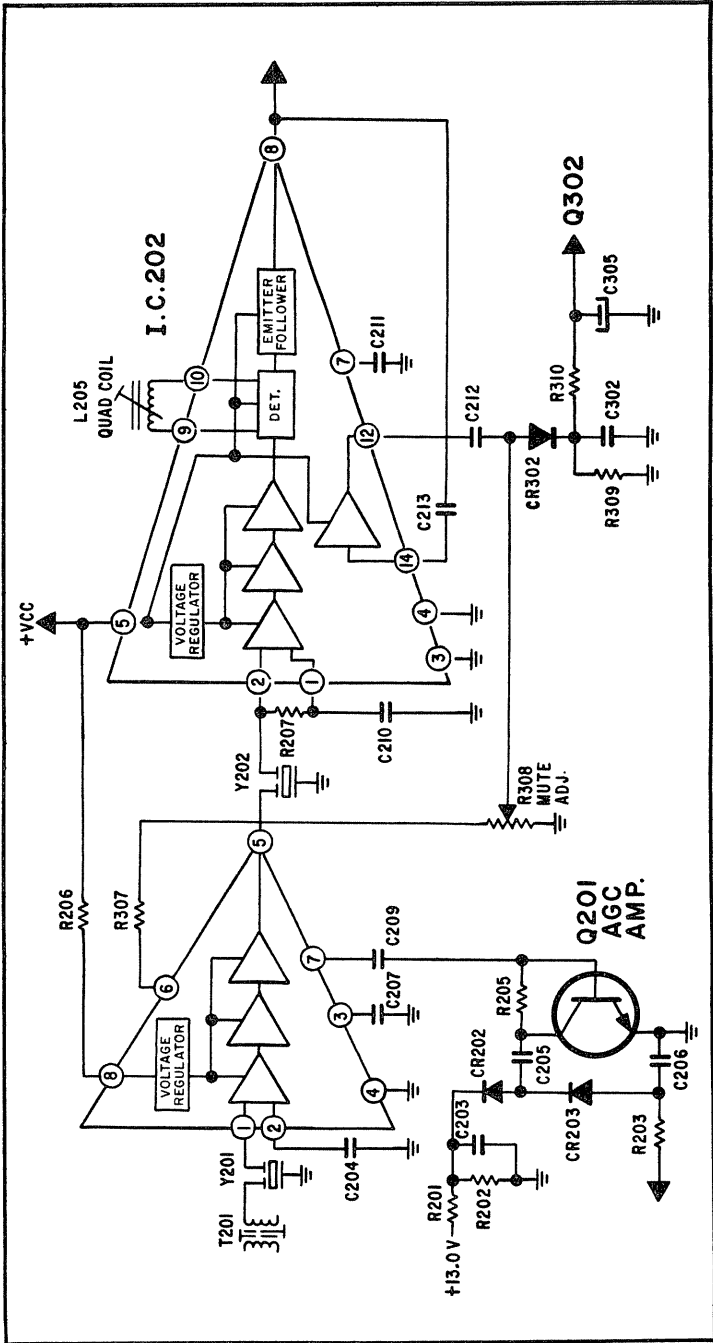 I.C.202
L205
QUAD COIL
+VCC
5
9
10
8
VOLTAGE
REGULATOR
DET.
EMITTER
FOLLOWER
2
1
3
4
14
12
7
C211
C213
C212
CR302
R309
C302
R310
C305
Q302
R206
R307
Y202
R207
C210
R308
MUTE
ADJ.
8
6
5
VOLTAGE
REGULATOR
1
2
4
3
7
T201
Y201
C204
C207
C209
Q201
AGC
AMP.
+13.0V
R201
R202
C203
CR202
C205
R205
CR203
C206
R203